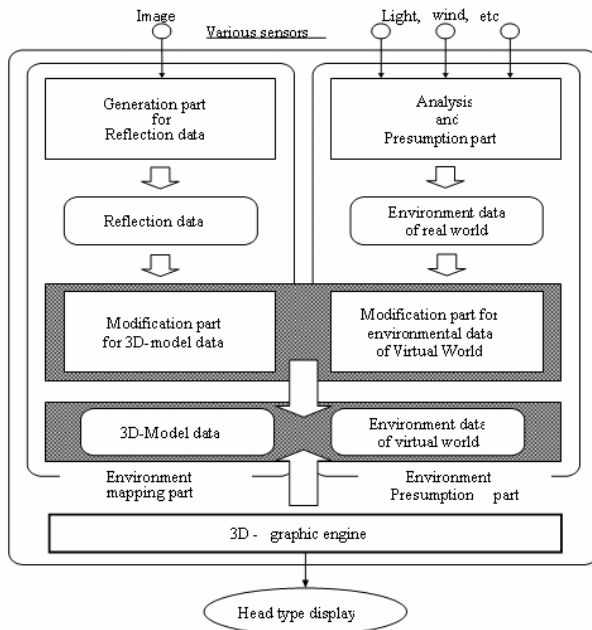 Image
Various sensors
Light, wind, etc
Generation part
for
Reflection data
Analysis
and
Presumption part
Reflection data
Environment data
of real world
Modification part
for 3D-model data
Modification part for
environmental data
of Virtual World
3D-Model data
Environment data
of virtual world
Environment
mapping part
Environment
Presumption part
3D - graphic engine
Head type display